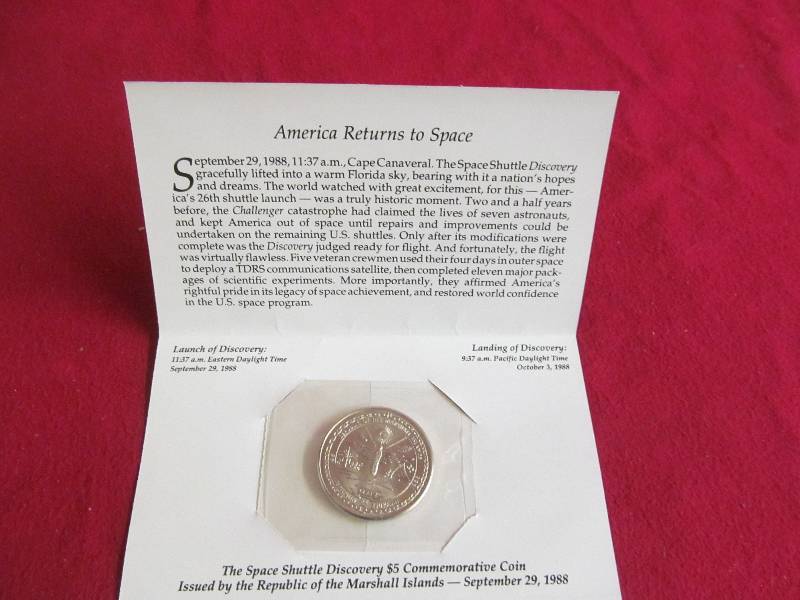 America Returns to Space
September 29, 1988, 11:37 a.m., Cape Canaveral. The Space Shuttle Discovery
gracefully lifted into a warm Florida sky, bearing with it a nation's hopes
and dreams. The world watched with great excitement, for this — Amer-
ica's 26th shuttle launch — was a truly historic moment. Two and a half years
before, the Challenger catastrophe had claimed the lives of seven astronauts,
and kept America out of space until repairs and improvements could be
undertaken on the remaining U.S. shuttles. Only after its modifications were
complete was the Discovery judged ready for flight. And fortunately, the flight
was virtually flawless. Five veteran crewmen used their four days in outer space
to deploy a TDRS communications satellite, then completed eleven major pack-
ages of scientific experiments. More importantly, they affirmed America's
rightful pride in its legacy of space achievement, and restored world confidence
in the U.S. space program.
Launch of Discovery:
11:37 a.m. Eastern Daylight Time
September 29, 1988
Landing of Discovery:
9:37 a.m. Pacific Daylight Time
October 3, 1988
The Space Shuttle Discovery $5 Commemorative Coin
Issued by the Republic of the Marshall Islands — September 29, 1988